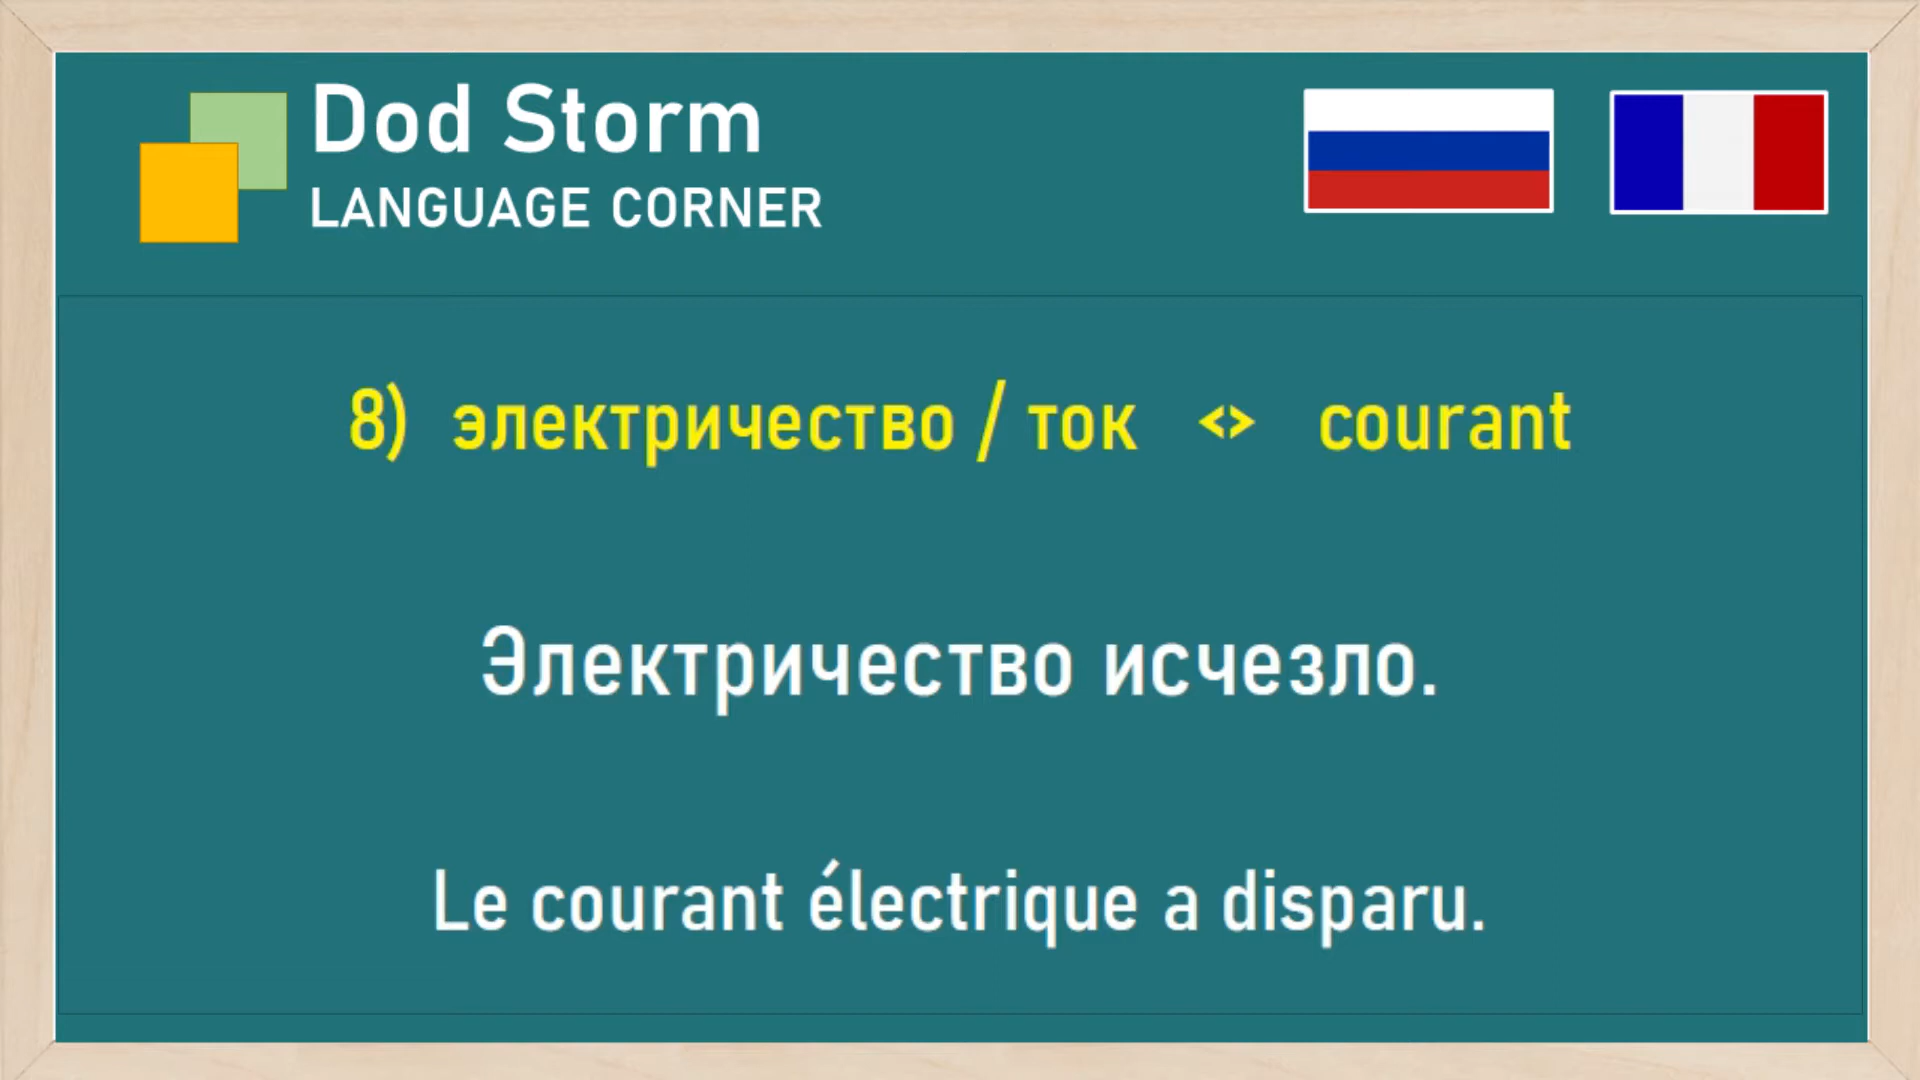 Dod Storm
LANGUAGE CORNER
8) электричество / ток <> courant
Электричество исчезло.
Le courant électrique a disparu.